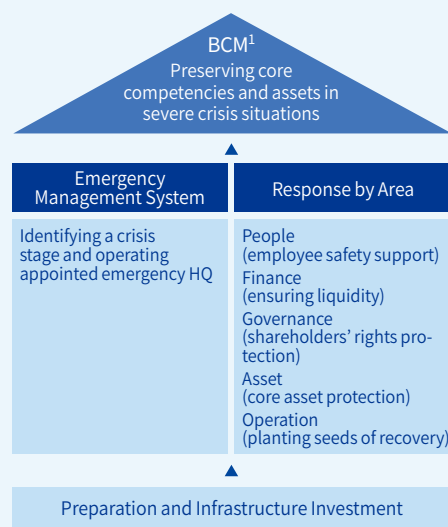 BCM¹
Preserving core
competencies and assets in
severe crisis situations
Emergency
Management System
Identifying a crisis
stage and operating
appointed emergency HQ
Response by Area
People
(employee safety support)
Finance
(ensuring liquidity)
Governance
(shareholders’ rights pro-
tection)
Asset
(core asset protection)
Operation
(planting seeds of recovery)
Preparation and Infrastructure Investment